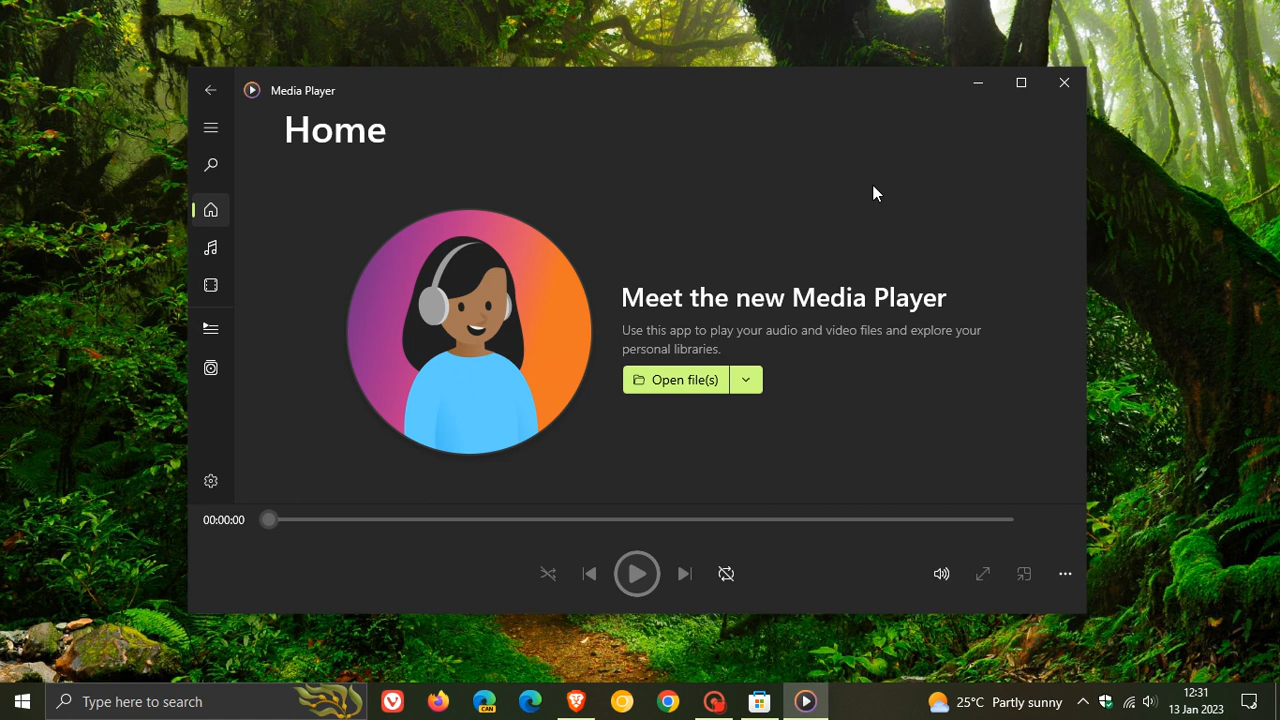 Media Player
Home
Meet the new Media Player
Use this app to play your audio and video files and explore your
personal libraries.
Open file(s)
00:00:00
Type here to search
CAN
25°C Partly sunny
12:31
13 Jan 2023